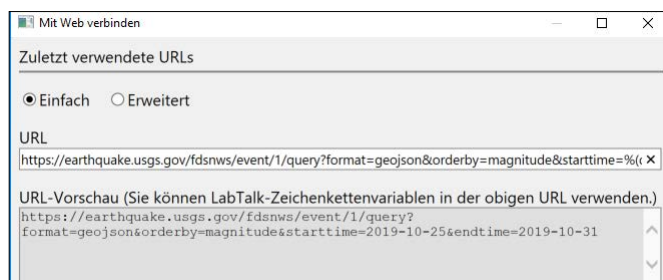 Mit Web verbinden
Zuletzt verwendete URLs
Einfach Erweitert
URL
https://earthquake.usgs.gov/fdsnws/event/1/query?format=geojson&orderby=magnitude&starttime=%(
URL-Vorschau (Sie können LabTalk-Zeichenkettenvariablen in der obigen URL verwenden.)
https://earthquake.usgs.gov/fdsnws/event/1/query?
format=geojson&orderby=magnitude&starttime=2019-10-25&endtime=2019-10-31